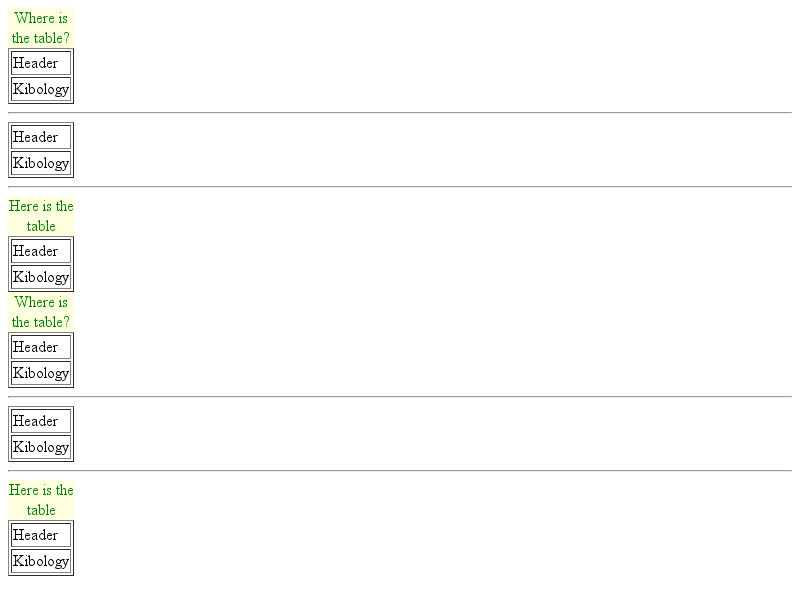 Where is
the table?
Header
Kibology
Header
Kibology
Here is the
table
Header
Kibology
Where is
the table?
Header
Kibology
Header
Kibology
Here is the
table
Header
Kibology